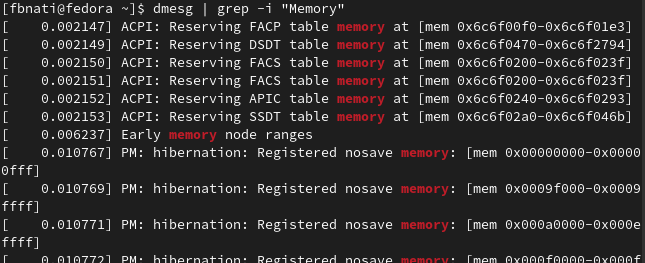 [fbnati@fedora ~]$ dmesg | grep -i "Memory"
[    0.002147] ACPI: Reserving FACP table memory at [mem 0x6c6f00f0-0x6c6f01e3]
[    0.002149] ACPI: Reserving DSDT table memory at [mem 0x6c6f0470-0x6c6f2794]
[    0.002150] ACPI: Reserving FACS table memory at [mem 0x6c6f0200-0x6c6f023f]
[    0.002151] ACPI: Reserving FACS table memory at [mem 0x6c6f0200-0x6c6f023f]
[    0.002152] ACPI: Reserving APIC table memory at [mem 0x6c6f0240-0x6c6f0293]
[    0.002153] ACPI: Reserving SSDT table memory at [mem 0x6c6f02a0-0x6c6f046b]
[    0.006237] Early memory node ranges
[    0.010767] PM: hibernation: Registered nosave memory: [mem 0x00000000-0x0000
0fff]
[    0.010769] PM: hibernation: Registered nosave memory: [mem 0x0009f000-0x0009
ffff]
[    0.010771] PM: hibernation: Registered nosave memory: [mem 0x000a0000-0x000e
ffff]
[    0.010772] PM: hibernation: Registered nosave memory: [mem 0x000f0000-0x000f